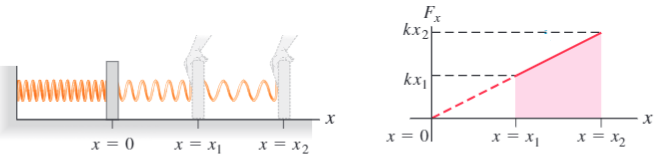 x
x = 0
x = x₁
x = x₂
Fₓ
kx₂
kx₁
x
x = 0
x = x₁
x = x₂